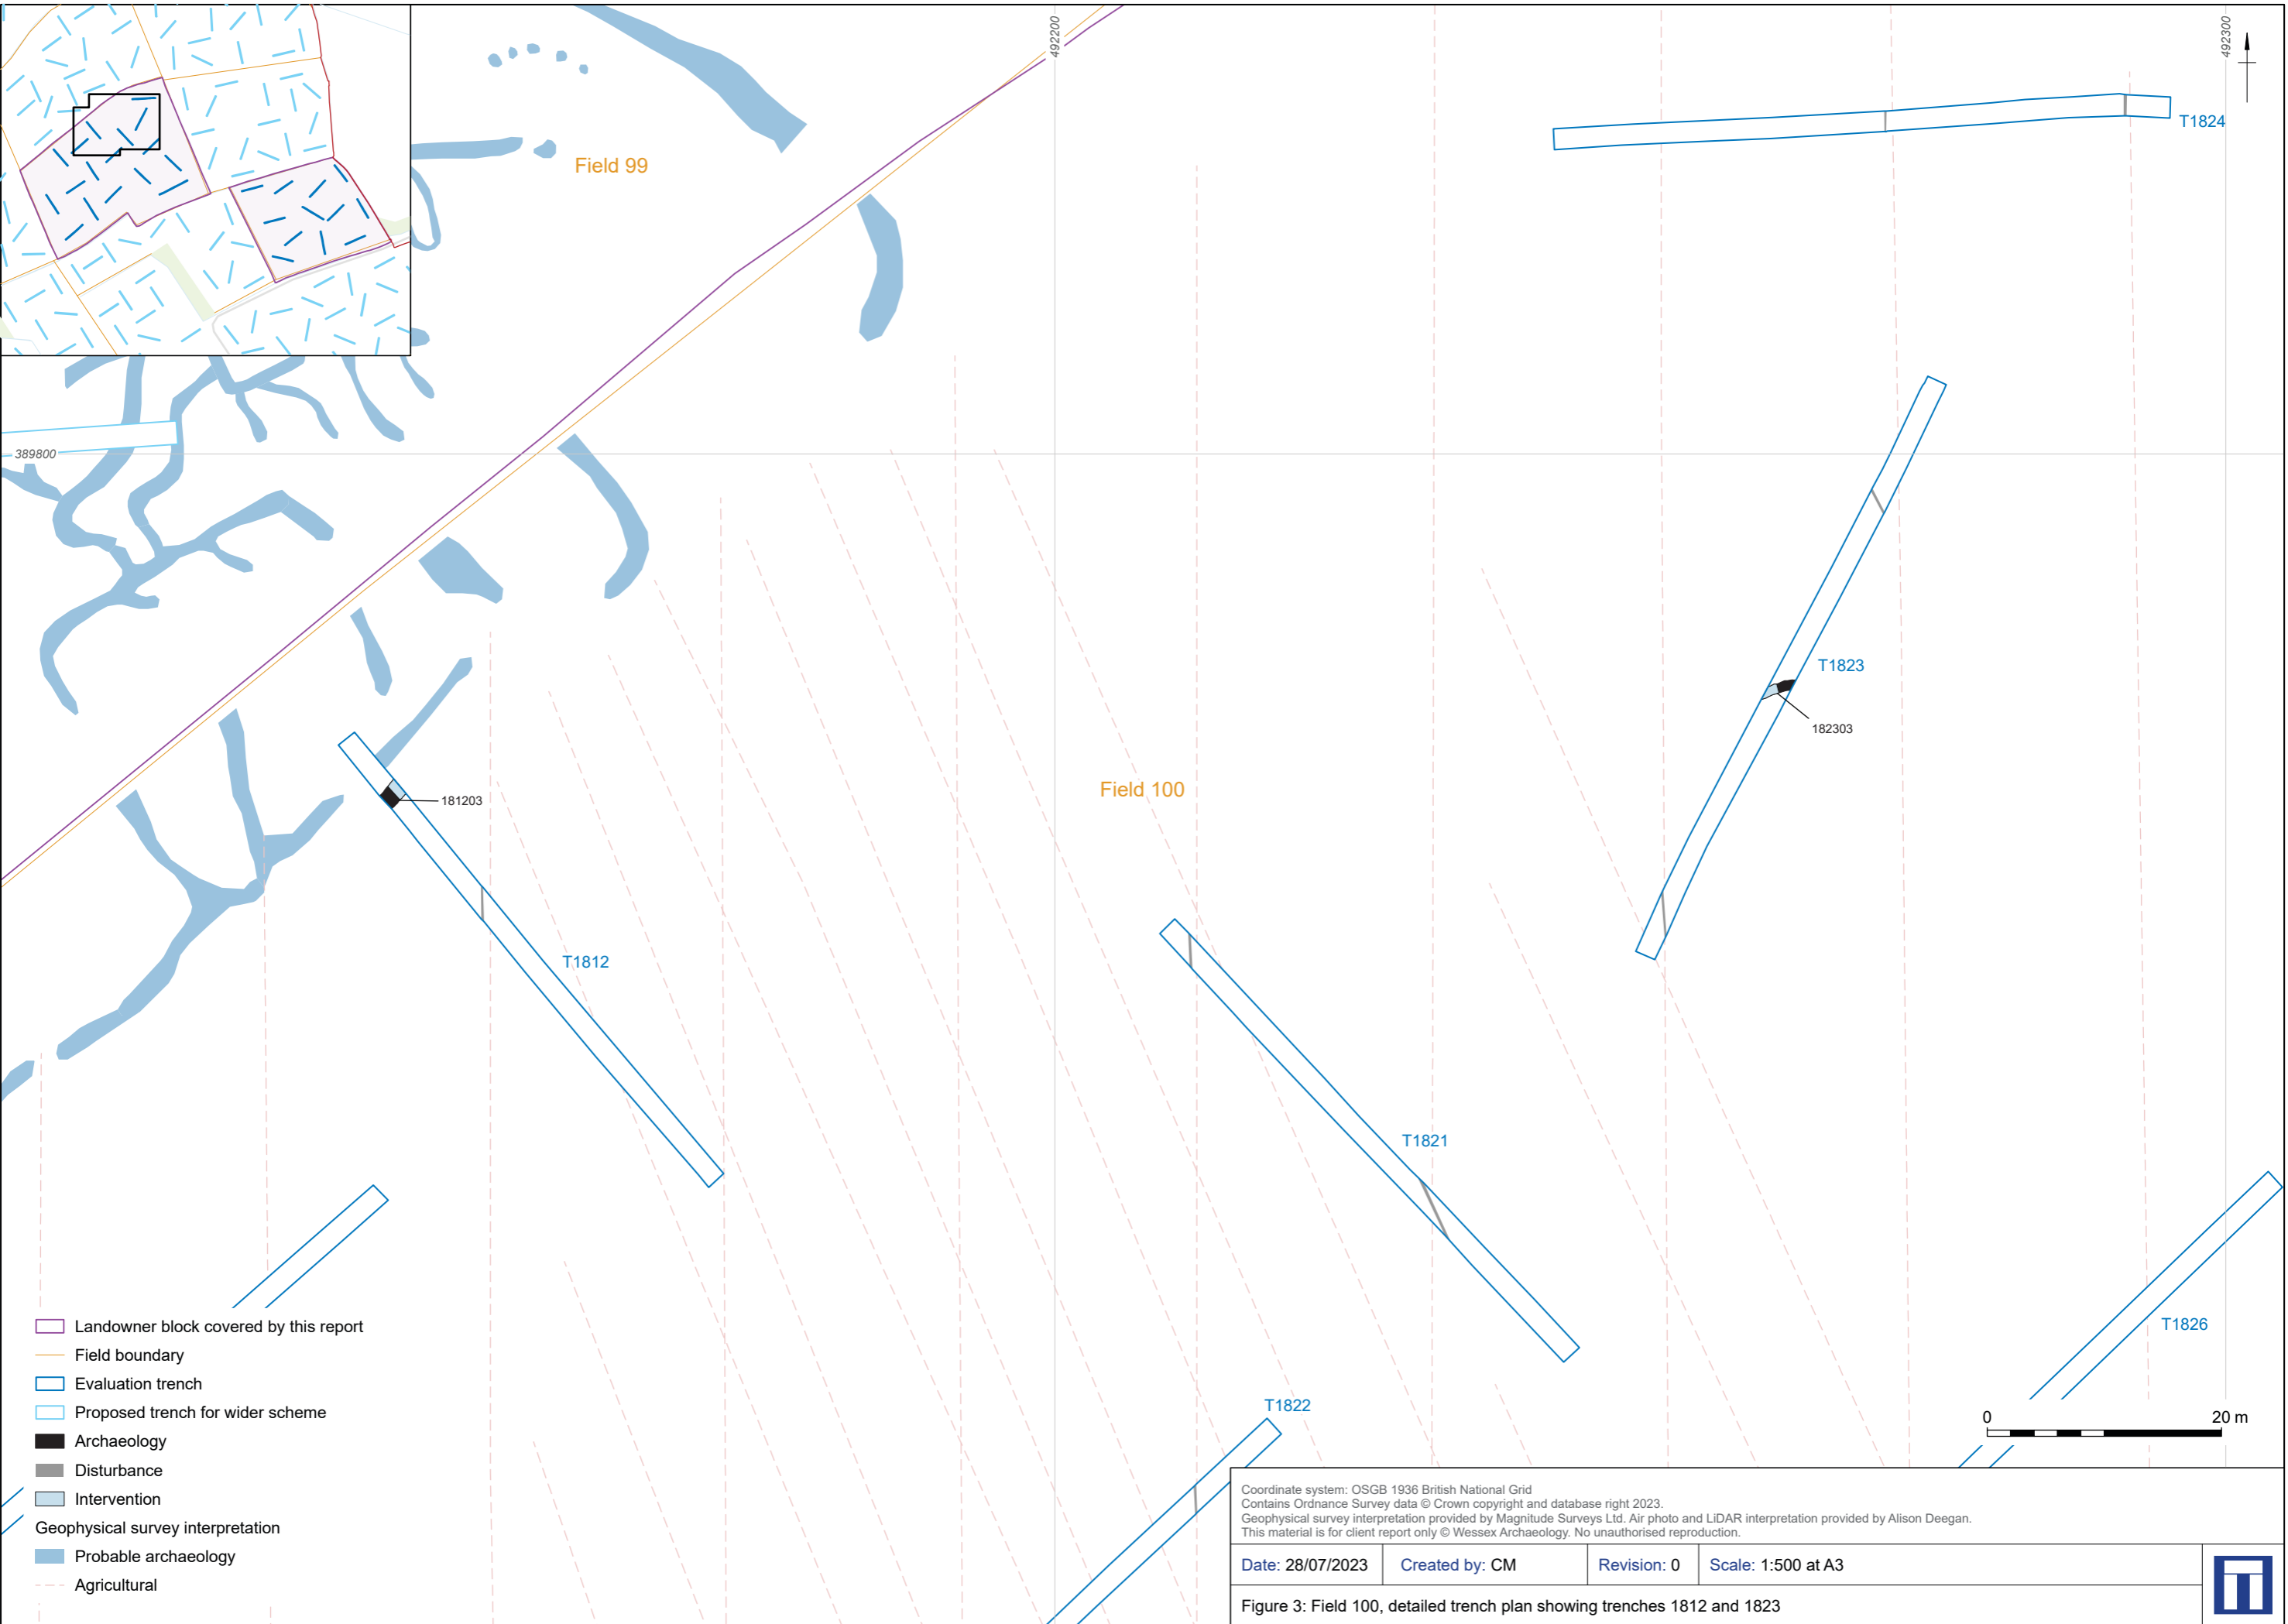 492200
492300
Field 99
T1824
389800
T1823
182303
Field 100
181203
T1812
T1821
T1826
T1822
0 20 m
Landowner block covered by this report
Field boundary
Evaluation trench
Proposed trench for wider scheme
Archaeology
Disturbance
Intervention
Geophysical survey interpretation
Probable archaeology
Agricultural
Coordinate system: OSGB 1936 British National Grid
Contains Ordnance Survey data © Crown copyright and database right 2023.
Geophysical survey interpretation provided by Magnitude Surveys Ltd. Air photo and LiDAR interpretation provided by Alison Deegan.
This material is for client report only © Wessex Archaeology. No unauthorised reproduction.
Date: 28/07/2023 Created by: CM Revision: 0 Scale: 1:500 at A3
Figure 3: Field 100, detailed trench plan showing trenches 1812 and 1823